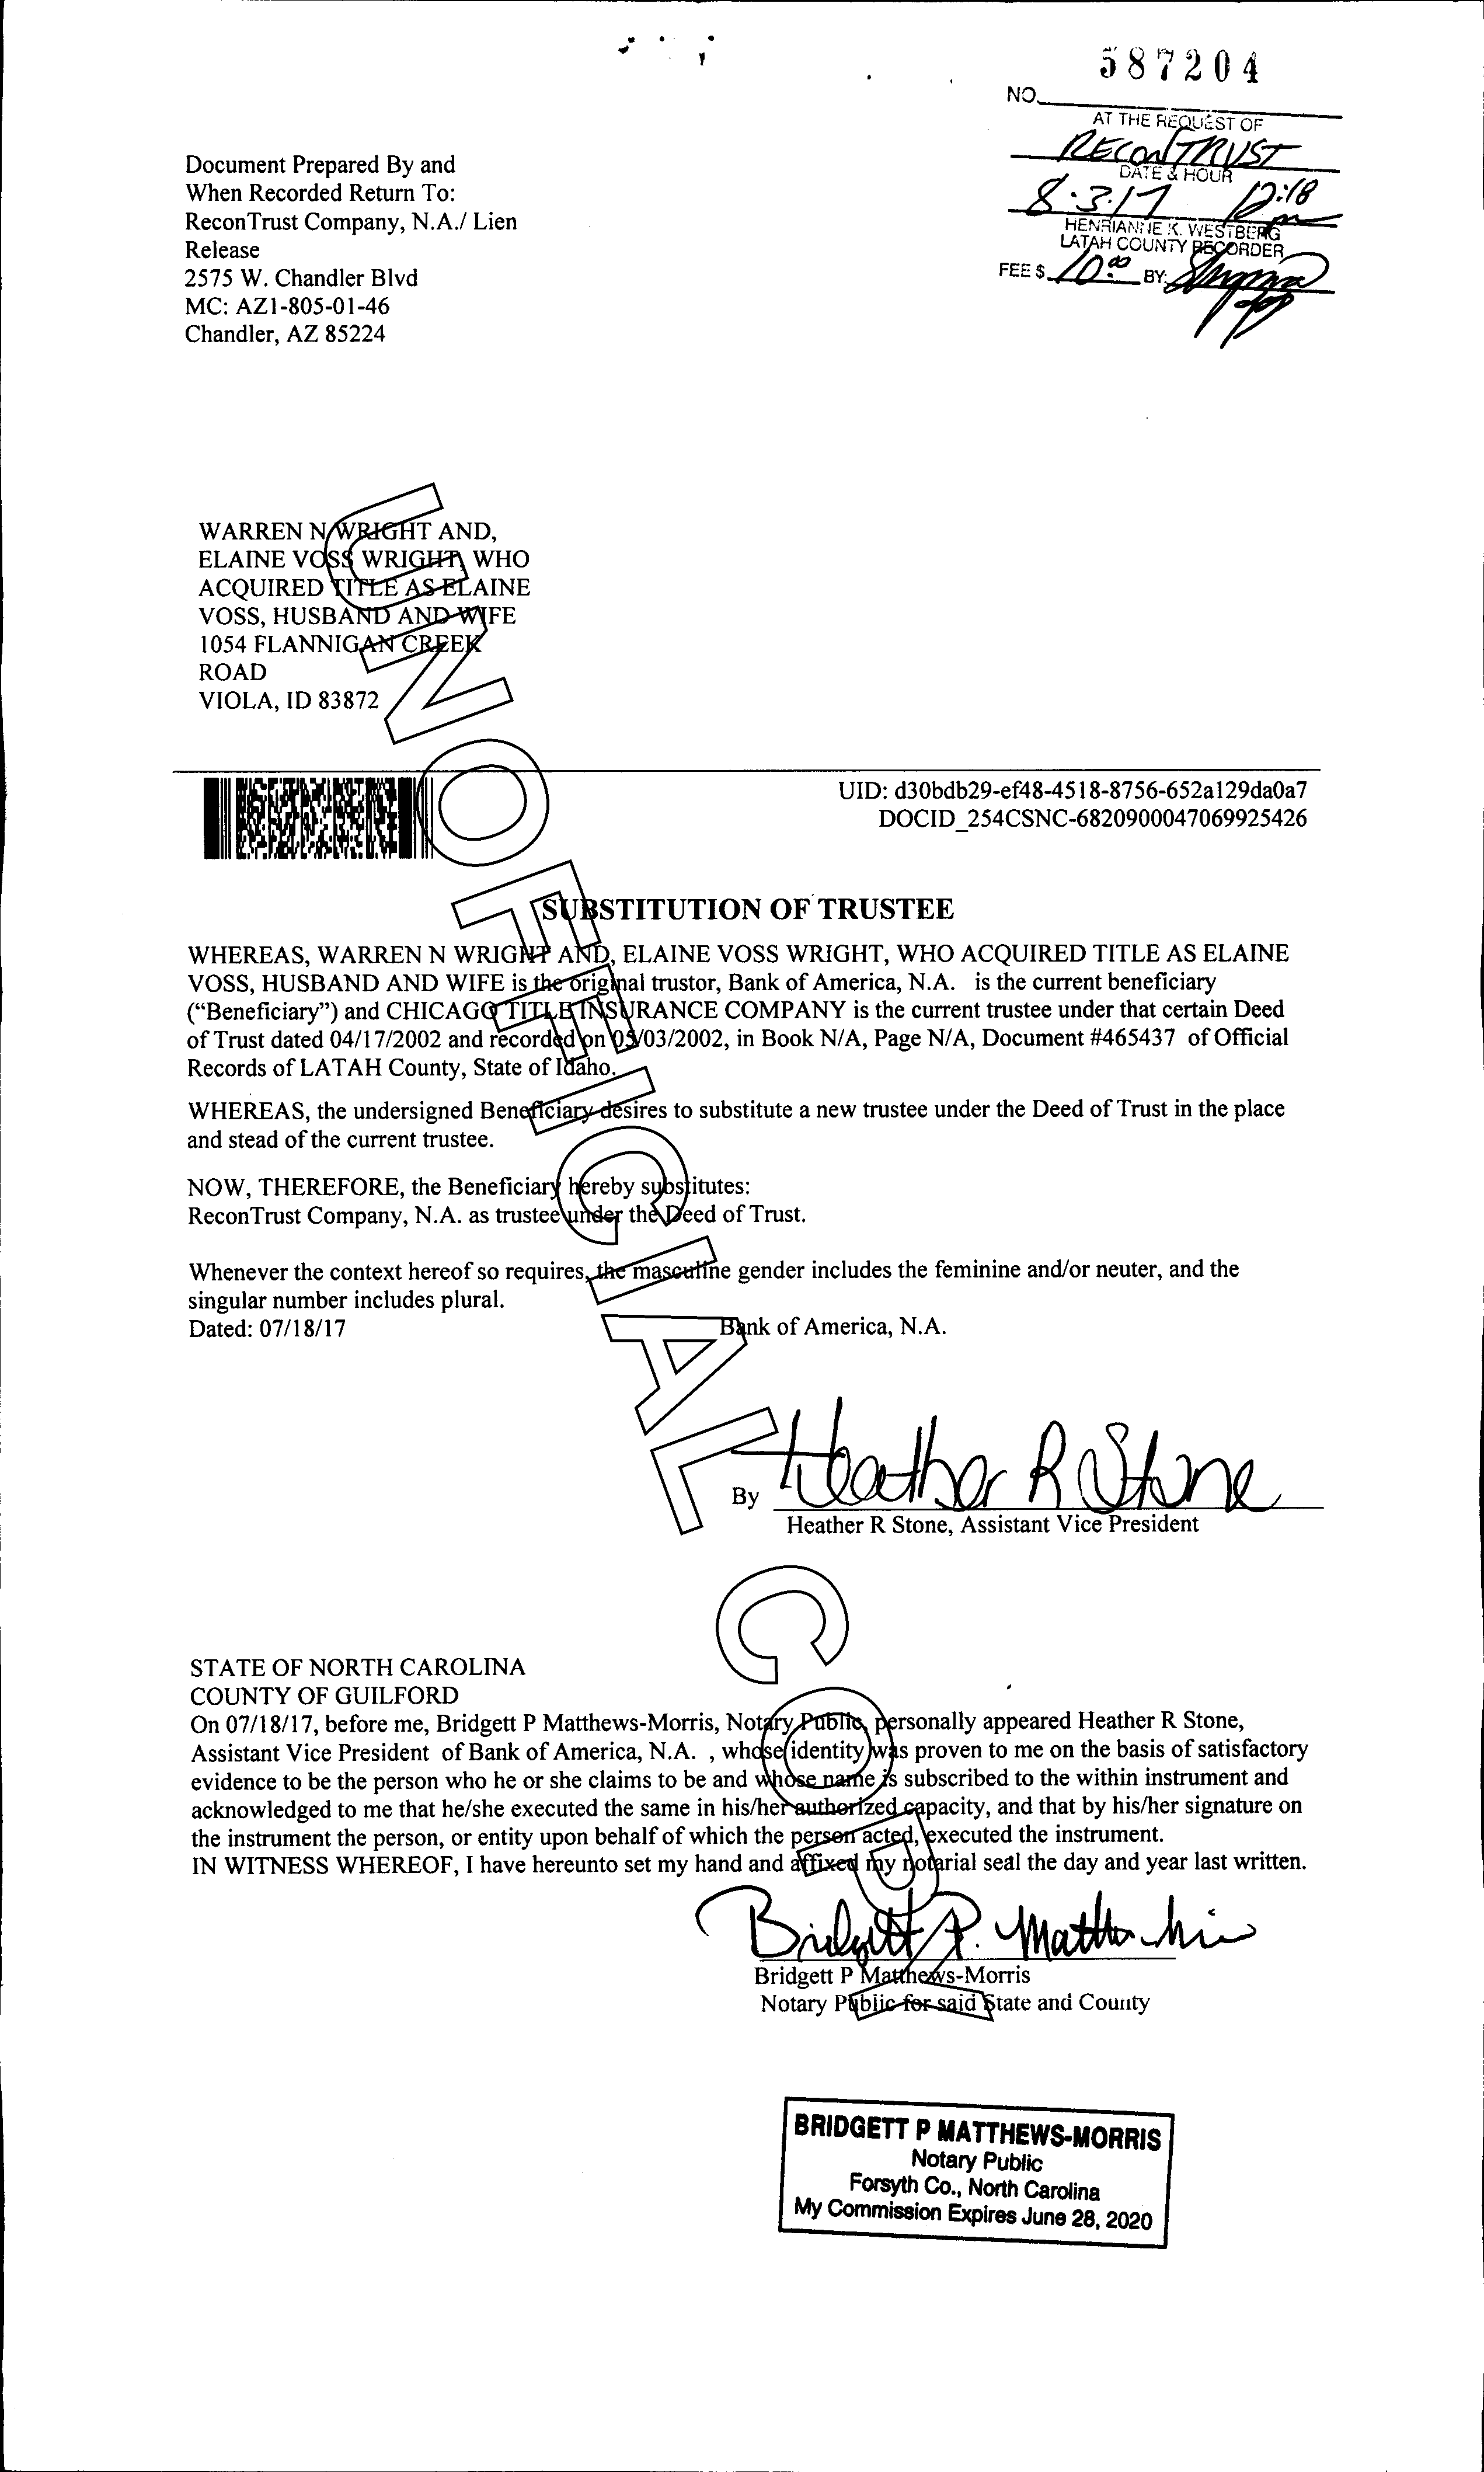 587204
NO.
AT THE REQUEST OF
RECONTRUST
DATE & HOUR
8.3.17 12:18
HENRIANNE K. WESTBERG
LATAH COUNTY RECORDER
FEE $ 10.00 BY:
Document Prepared By and
When Recorded Return To:
ReconTrust Company, N.A./ Lien
Release
2575 W. Chandler Blvd
MC: AZ1-805-01-46
Chandler, AZ 85224
WARREN N WRIGHT AND,
ELAINE VOSS WRIGHT, WHO
ACQUIRED TITLE AS ELAINE
VOSS, HUSBAND AND WIFE
1054 FLANNIGAN CREEK
ROAD
VIOLA, ID 83872
UID: d30bdb29-ef48-4518-8756-652a129da0a7
DOCID_254CSNC-6820900047069925426
SUBSTITUTION OF TRUSTEE
WHEREAS, WARREN N WRIGHT AND, ELAINE VOSS WRIGHT, WHO ACQUIRED TITLE AS ELAINE
VOSS, HUSBAND AND WIFE is the original trustor, Bank of America, N.A. is the current beneficiary
(“Beneficiary”) and CHICAGO TITLE INSURANCE COMPANY is the current trustee under that certain Deed
of Trust dated 04/17/2002 and recorded on 05/03/2002, in Book N/A, Page N/A, Document #465437 of Official
Records of LATAH County, State of Idaho.
WHEREAS, the undersigned Beneficiary desires to substitute a new trustee under the Deed of Trust in the place
and stead of the current trustee.
NOW, THEREFORE, the Beneficiary hereby substitutes:
ReconTrust Company, N.A. as trustee under the Deed of Trust.
Whenever the context hereof so requires, the masculine gender includes the feminine and/or neuter, and the
singular number includes plural.
Dated: 07/18/17 Bank of America, N.A.
Heather R Stone
By
Heather R Stone, Assistant Vice President
UNOFFICIAL COPY
STATE OF NORTH CAROLINA
COUNTY OF GUILFORD
On 07/18/17, before me, Bridgett P Matthews-Morris, Notary Public, personally appeared Heather R Stone,
Assistant Vice President of Bank of America, N.A. , whose identity was proven to me on the basis of satisfactory
evidence to be the person who he or she claims to be and whose name is subscribed to the within instrument and
acknowledged to me that he/she executed the same in his/her authorized capacity, and that by his/her signature on
the instrument the person, or entity upon behalf of which the person acted, executed the instrument.
IN WITNESS WHEREOF, I have hereunto set my hand and affixed my notarial seal the day and year last written.
Bridgett P.
Bridgett P Matthews-Morris
Notary Public for said State and County
BRIDGETT P MATTHEWS-MORRIS
Notary Public
Forsyth Co., North Carolina
My Commission Expires June 28, 2020